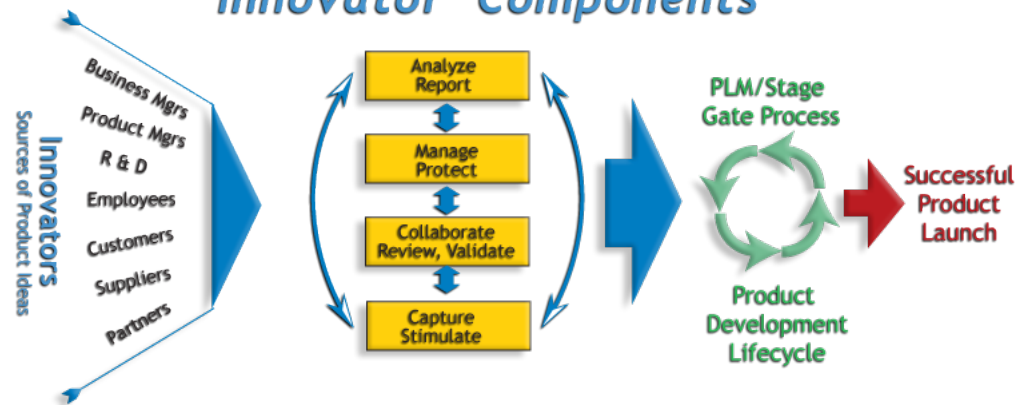 Innovator Components
Innovators
Sources of Product Ideas
Business Mgrs
Product Mgrs
R & D
Employees
Customers
Suppliers
Partners
Analyze
Report
Manage
Protect
Collaborate
Review, Validate
Capture
Stimulate
PLM/Stage
Gate Process
Product
Development
Lifecycle
Successful
Product
Launch